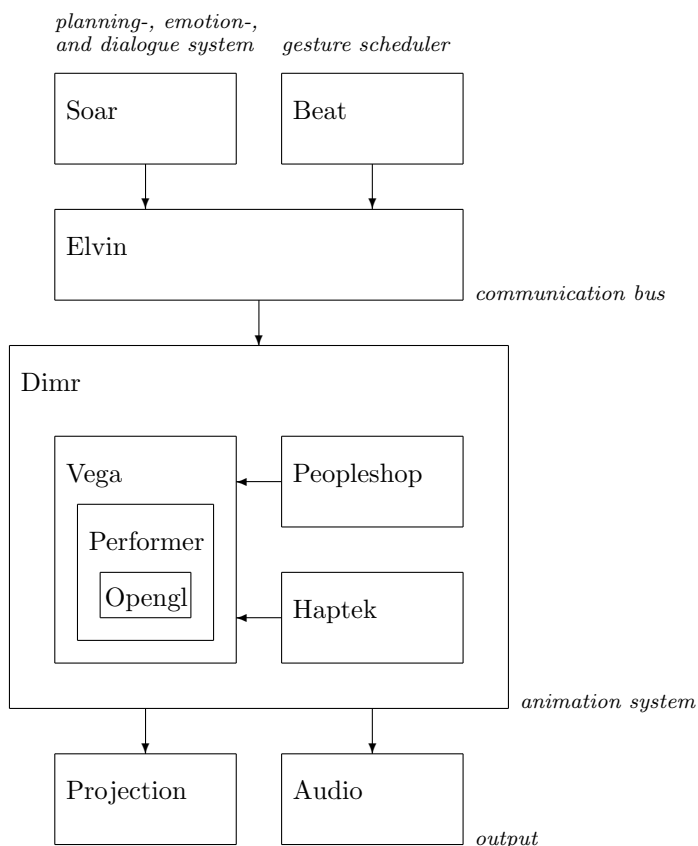 planning-, emotion-,
and dialogue system gesture scheduler
Soar Beat
Elvin
communication bus
Dimr
Vega Peopleshop
Performer
Opengl Haptek
animation system
Projection Audio
output